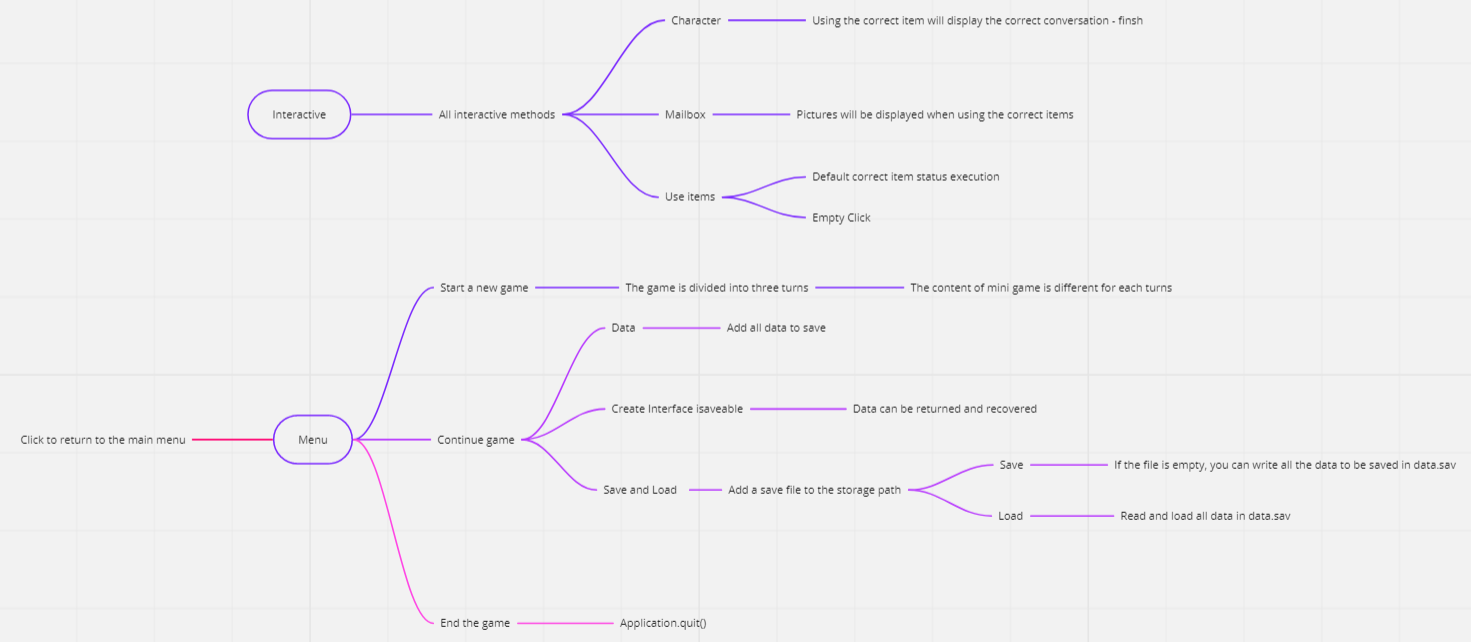 Character
Using the correct item will display the correct conversation - finsh
Interactive
All interactive methods
Mailbox
Pictures will be displayed when using the correct items
Use items
Default correct item status execution
Empty Click
Start a new game
The game is divided into three turns
The content of mini game is different for each turns
Data
Add all data to save
Create Interface isaveable
Data can be returned and recovered
Click to return to the main menu
Menu
Continue game
Save and Load
Add a save file to the storage path
Save
If the file is empty, you can write all the data to be saved in data.sav
Load
Read and load all data in data.sav
End the game
Application.quit()